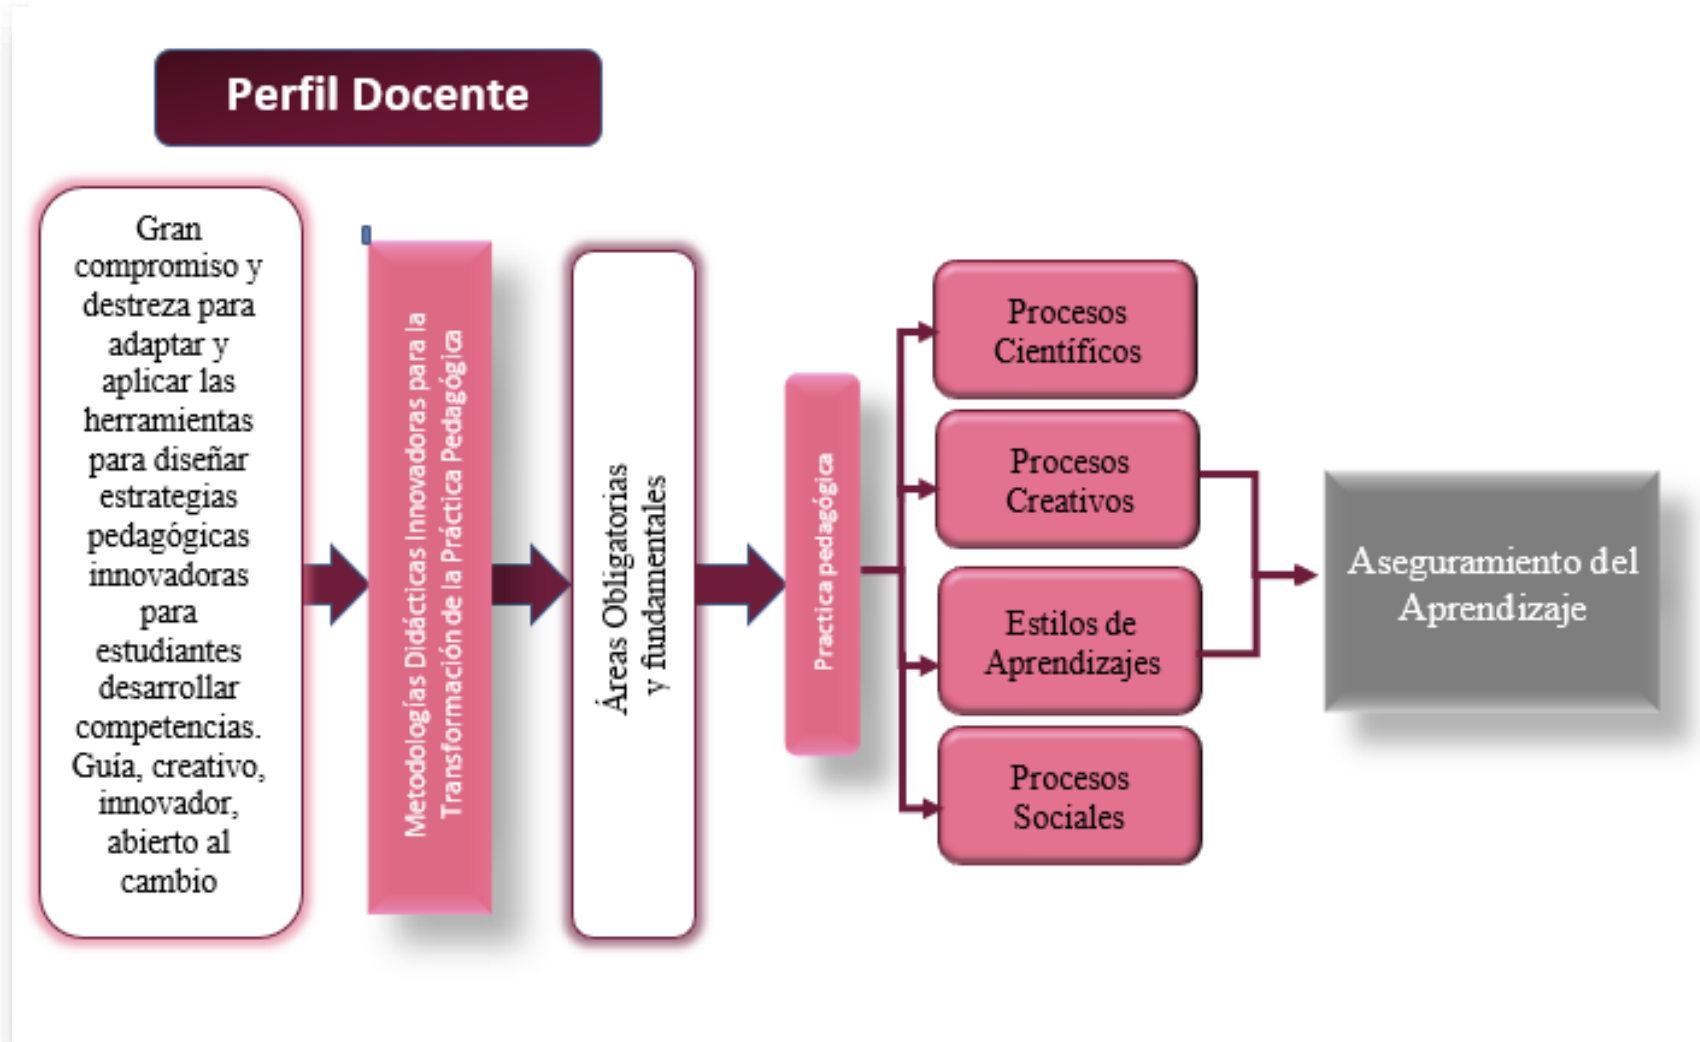 Perfil Docente
Gran
compromiso y
destreza para
adaptar y
aplicar las
herramientas
para diseñar
estrategias
pedagógicas
innovadoras
para
estudiantes
desarrollar
competencias.
Guía, creativo,
innovador,
abierto al
cambio
Metodologías Didácticas Innovadoras para la
Transformación de la Práctica Pedagógica
Áreas Obligatorias
y fundamentales
Practica pedagógica
Procesos
Científicos
Procesos
Creativos
Estilos de
Aprendizajes
Procesos
Sociales
Aseguramiento del
Aprendizaje